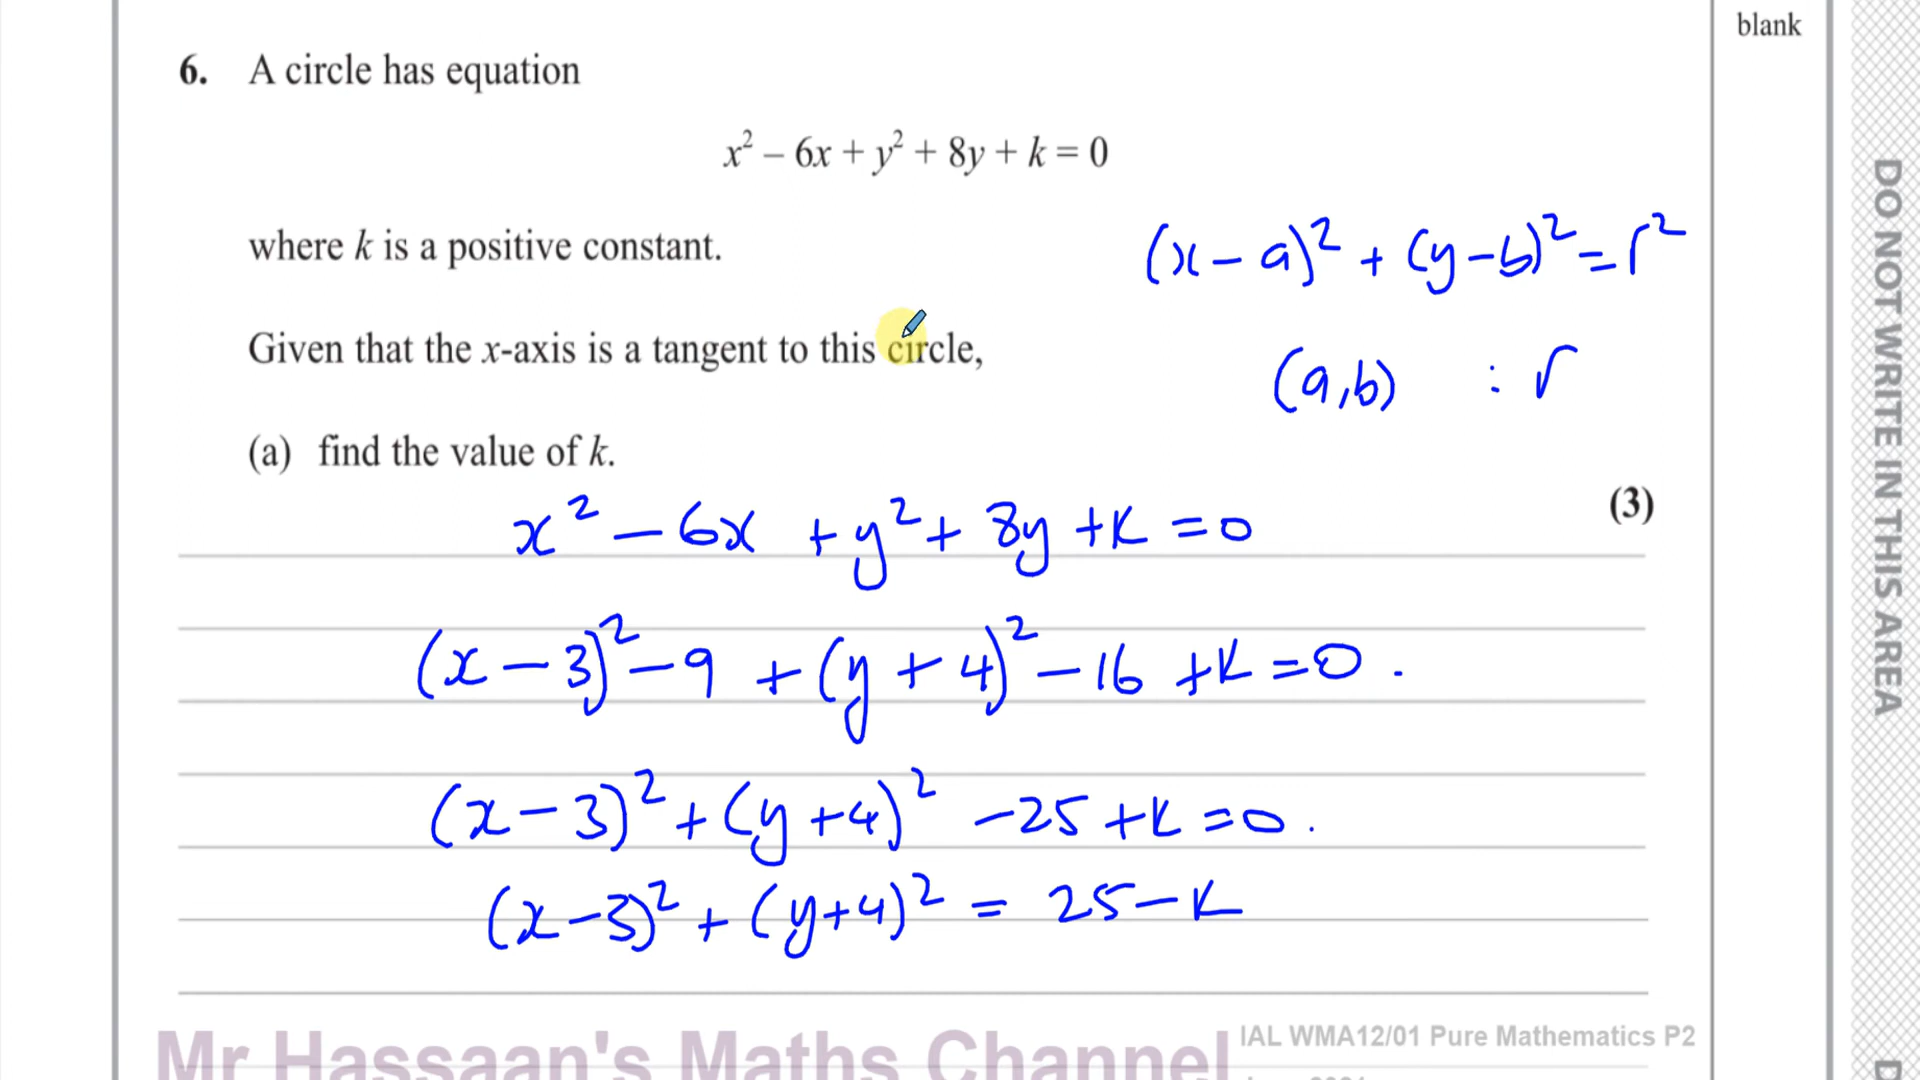 blank
6. A circle has equation
x² – 6x + y² + 8y + k = 0
where k is a positive constant.
(x – a)² + (y – b)² = r²
Given that the x-axis is a tangent to this circle,
(a,b) : r
(a) find the value of k.
(3)
x² – 6x + y² + 8y + k = 0
(x – 3)² – 9 + (y + 4)² – 16 + k = 0 .
(x – 3)² + (y + 4)² – 25 + k = 0 .
(x – 3)² + (y + 4)² = 25 – k
Mr Hassaan's Maths Channel
IAL WMA12/01 Pure Mathematics P2
DO NOT WRITE IN THIS AREA